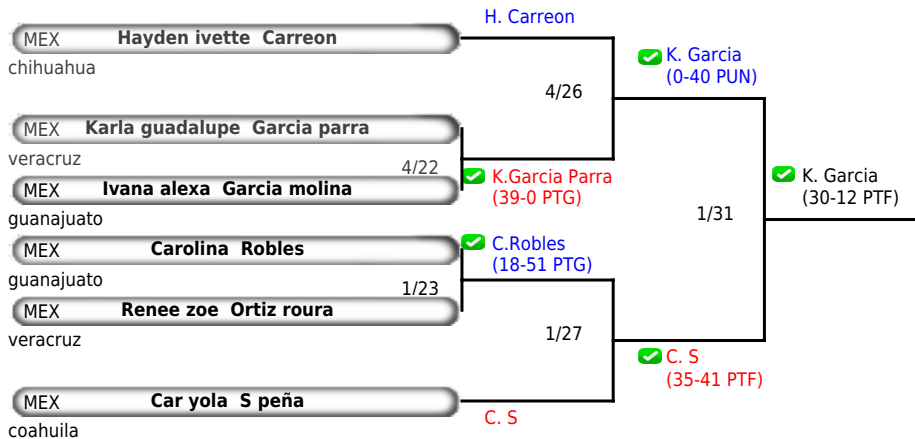 H. Carreon
MEX Hayden ivette Carreon
chihuahua
K. Garcia
(0-40 PUN)
4/26
MEX Karla guadalupe Garcia parra
veracruz
4/22
K.Garcia Parra
(39-0 PTG)
MEX Ivana alexa Garcia molina
guanajuato
K. Garcia
(30-12 PTF)
1/31
MEX Carolina Robles
guanajuato
C.Robles
(18-51 PTG)
1/23
MEX Renee zoe Ortiz roura
veracruz
1/27
C. S
(35-41 PTF)
MEX Car yola S peña
coahuila
C. S